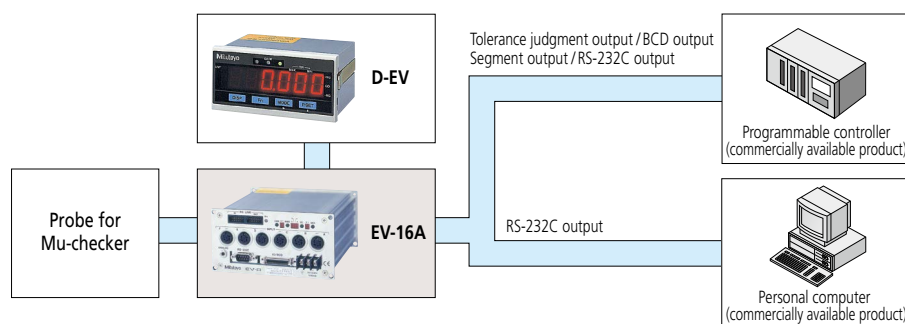 Mitutoyo
0.000
D-EV
Tolerance judgment output / BCD output
Segment output / RS-232C output
Programmable controller
(commercially available product)
Probe for
Mu-checker
Mitutoyo
EV-16A
RS-232C output
Personal computer
(commercially available product)